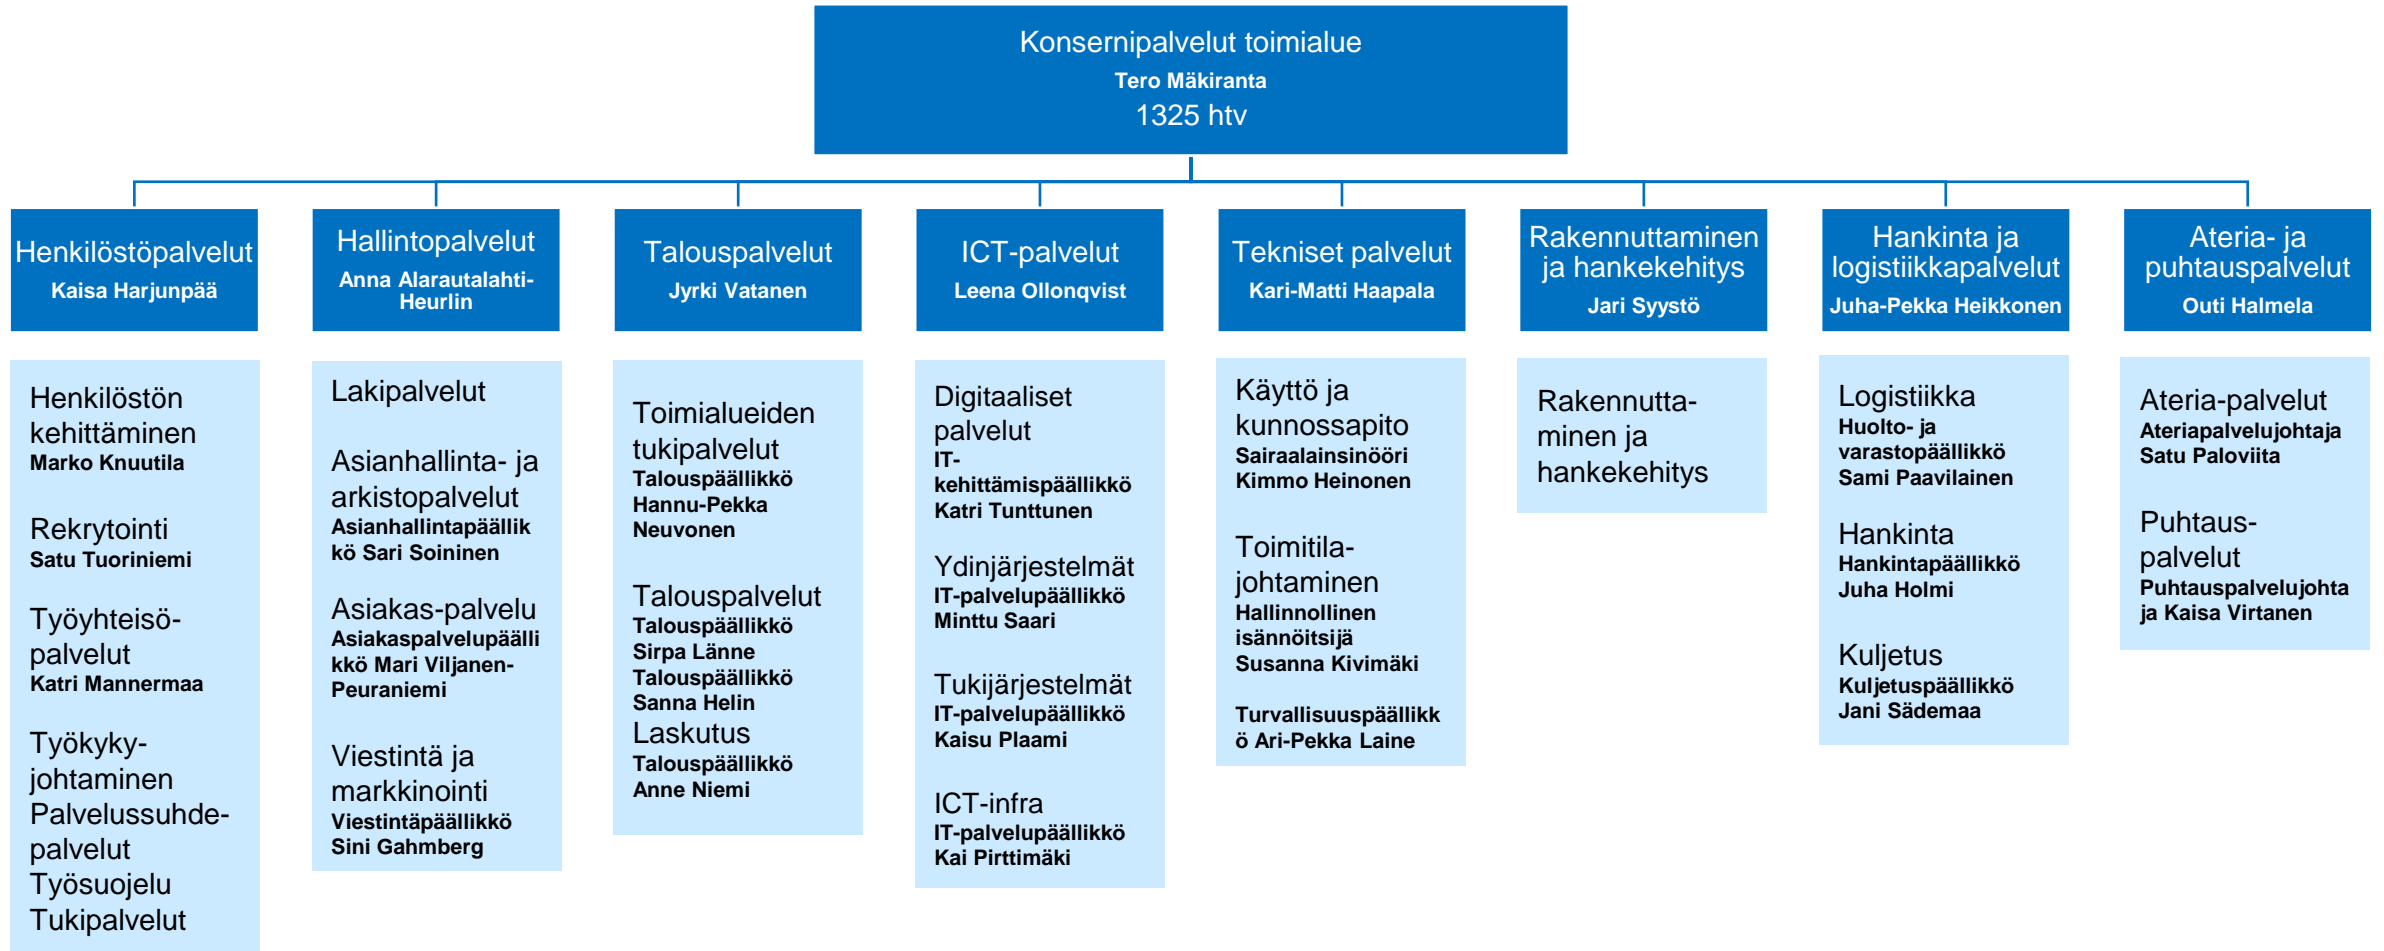 Konsernipalvelut toimialue
Tero Mäkiranta
1325 htv
Henkilöstöpalvelut
Kaisa Harjunpää
Hallintopalvelut
Anna Alarautalahti-
Heurlin
Talouspalvelut
Jyrki Vatanen
ICT-palvelut
Leena Ollonqvist
Tekniset palvelut
Kari-Matti Haapala
Rakennuttaminen
ja hankekehitys
Jari Syystö
Hankinta ja
logistiikkapalvelut
Juha-Pekka Heikkonen
Ateria- ja
puhtauspalvelut
Outi Halmela
Henkilöstön
kehittäminen
Marko Knuutila
Rekrytointi
Satu Tuoriniemi
Työyhteisö-
palvelut
Katri Mannermaa
Työkyky-
johtaminen
Palvelussuhde-
palvelut
Työsuojelu
Tukipalvelut
Lakipalvelut
Asianhallinta- ja
arkistopalvelut
Asianhallintapäällik
kö Sari Soininen
Asiakas-palvelu
Asiakaspalvelupäälli
kkö Mari Viljanen-
Peuraniemi
Viestintä ja
markkinointi
Viestintäpäällikkö
Sini Gahmberg
Toimialueiden
tukipalvelut
Talouspäällikkö
Hannu-Pekka
Neuvonen
Talouspalvelut
Talouspäällikkö
Sirpa Länne
Talouspäällikkö
Sanna Helin
Laskutus
Talouspäällikkö
Anne Niemi
Digitaaliset
palvelut
IT-
kehittämispäällikkö
Katri Tunttunen
Ydinjärjestelmät
IT-palvelupäällikkö
Minttu Saari
Tukijärjestelmät
IT-palvelupäällikkö
Kaisu Plaami
ICT-infra
IT-palvelupäällikkö
Kai Pirttimäki
Käyttö ja
kunnossapito
Sairaalainsinööri
Kimmo Heinonen
Toimitila-
johtaminen
Hallinnollinen
isännöitsijä
Susanna Kivimäki
Turvallisuuspäällikk
ö Ari-Pekka Laine
Rakennutta-
minen ja
hankekehitys
Logistiikka
Huolto- ja
varastopäällikkö
Sami Paavilainen
Hankinta
Hankintapäällikkö
Juha Holmi
Kuljetus
Kuljetuspäällikkö
Jani Sädemaa
Ateria-palvelut
Ateriapalvelujohtaja
Satu Paloviita
Puhtaus-
palvelut
Puhtauspalvelujohta
ja Kaisa Virtanen